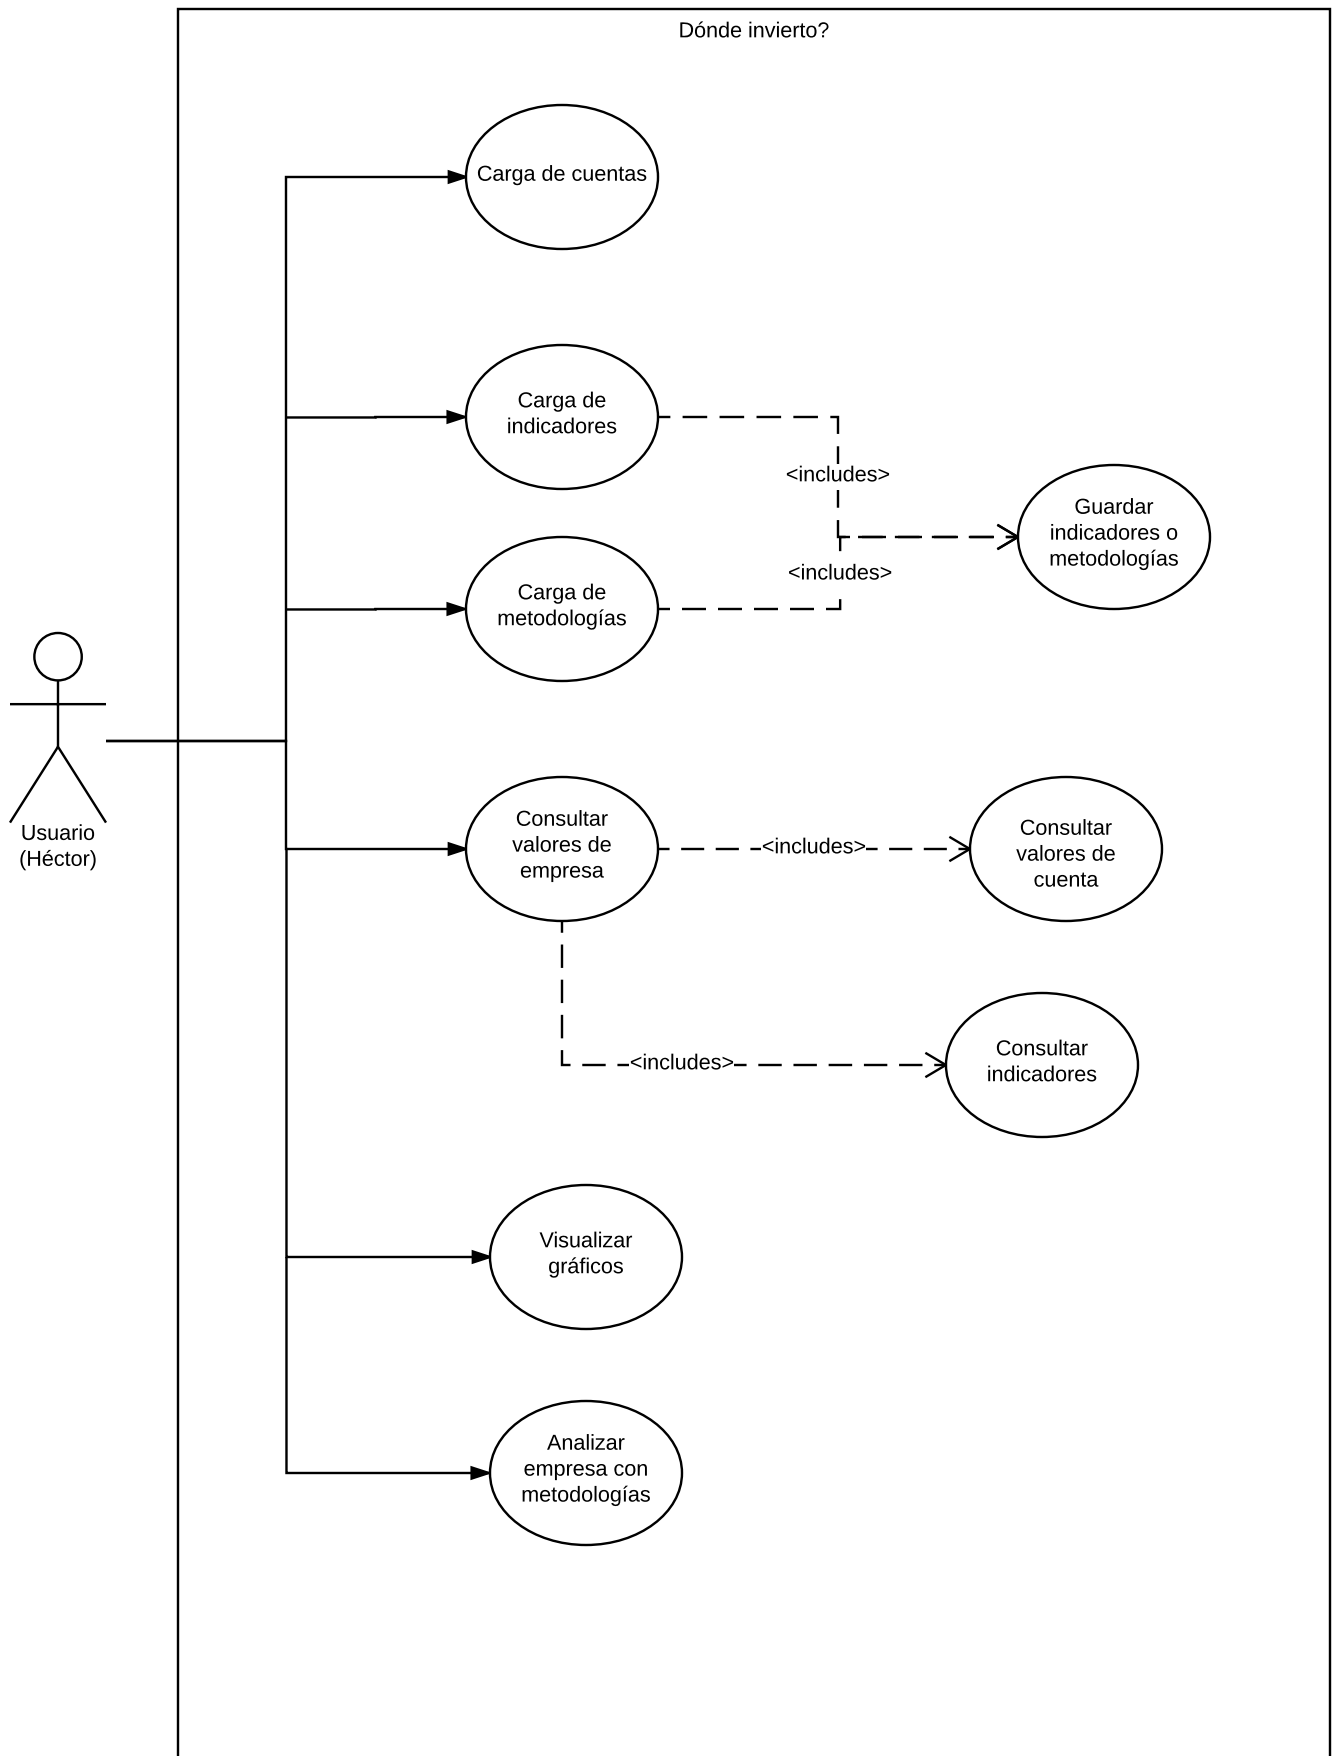 Dónde invierto?
Carga de cuentas
Carga de
indicadores
<includes>
Guardar
indicadores o
metodologías
<includes>
Carga de
metodologías
Usuario
(Héctor)
Consultar
valores de
empresa
<includes>
Consultar
valores de
cuenta
<includes>
Consultar
indicadores
Visualizar
gráficos
Analizar
empresa con
metodologías